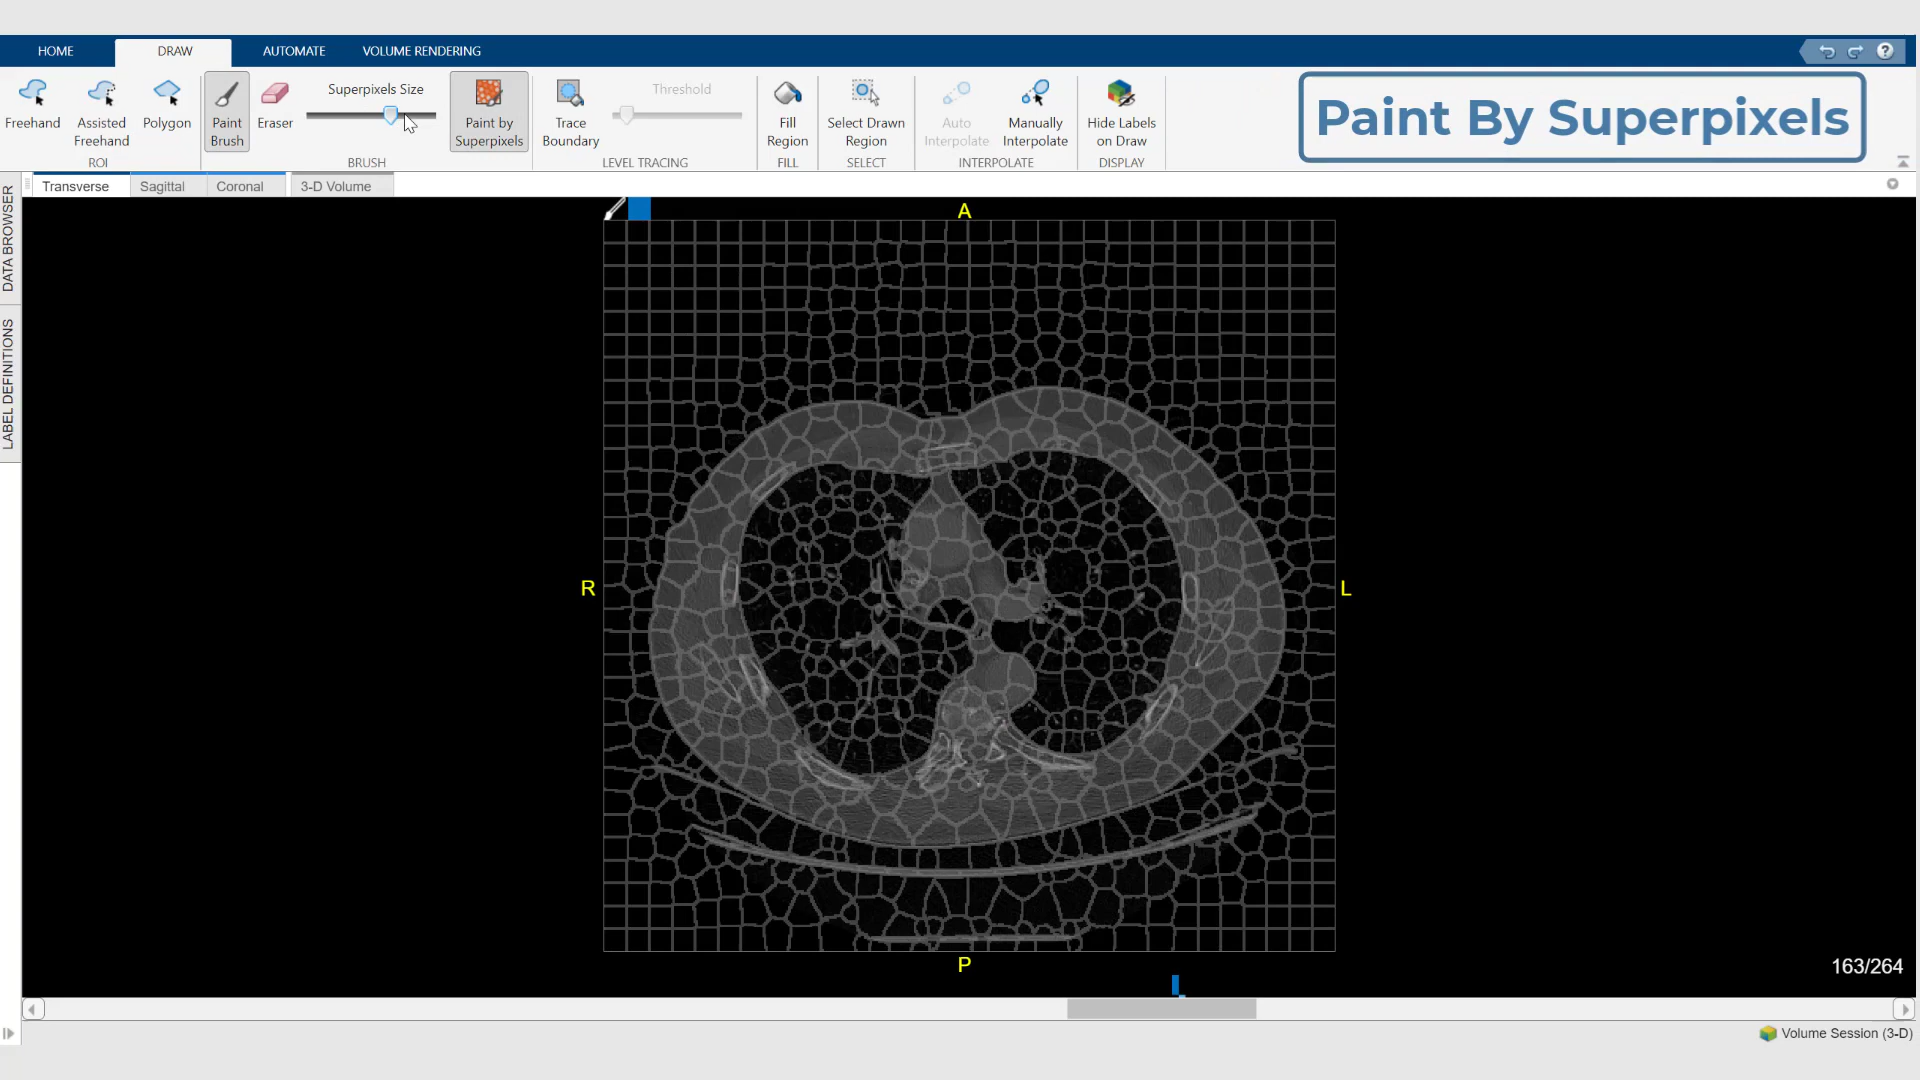 HOME
DRAW
AUTOMATE
VOLUME RENDERING
?
Freehand
Assisted
Freehand
Polygon
ROI
Paint
Brush
Eraser
Superpixels Size
Paint by
Superpixels
BRUSH
Trace
Boundary
Threshold
LEVEL TRACING
Fill
Region
FILL
Select Drawn
Region
SELECT
Auto
Interpolate
Manually
Interpolate
INTERPOLATE
Hide Labels
on Draw
DISPLAY
Paint By Superpixels
Transverse
Sagittal
Coronal
3-D Volume
DATA BROWSER
LABEL DEFINITIONS
A
R
L
P
163/264
Volume Session (3-D)